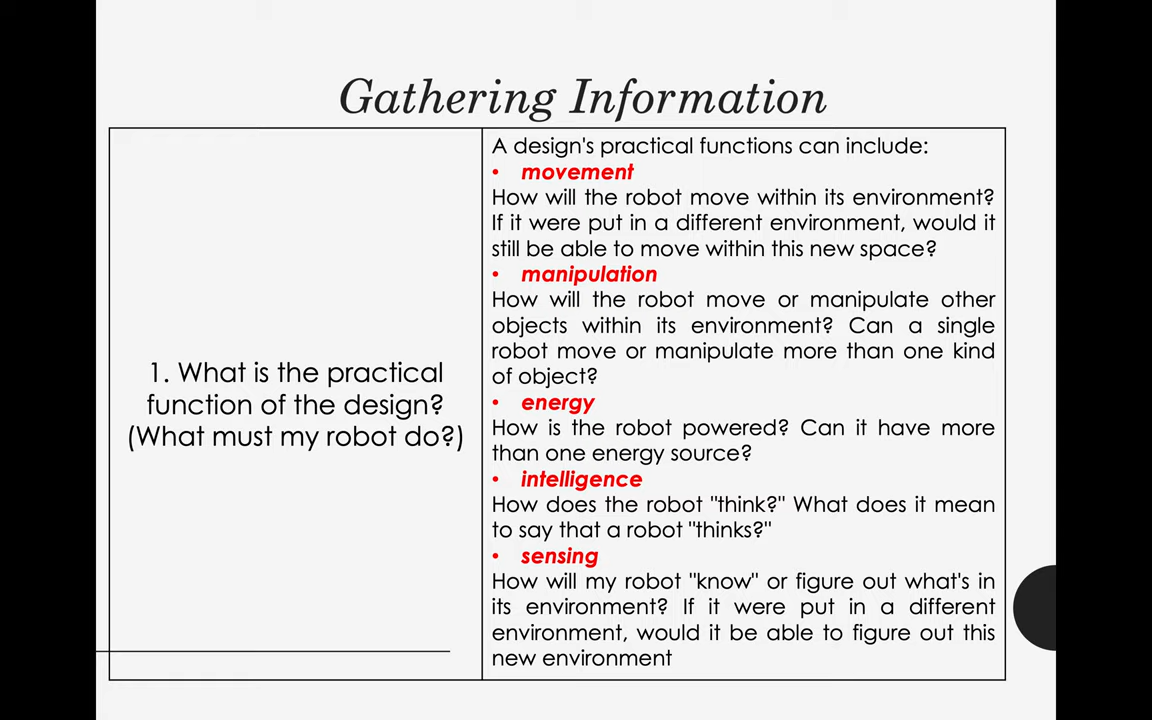 Gathering Information
1. What is the practical
function of the design?
(What must my robot do?)
A design's practical functions can include:
• movement
How will the robot move within its environment?
If it were put in a different environment, would it
still be able to move within this new space?
• manipulation
How will the robot move or manipulate other
objects within its environment? Can a single
robot move or manipulate more than one kind
of object?
• energy
How is the robot powered? Can it have more
than one energy source?
• intelligence
How does the robot "think?" What does it mean
to say that a robot "thinks?"
• sensing
How will my robot "know" or figure out what's in
its environment? If it were put in a different
environment, would it be able to figure out this
new environment